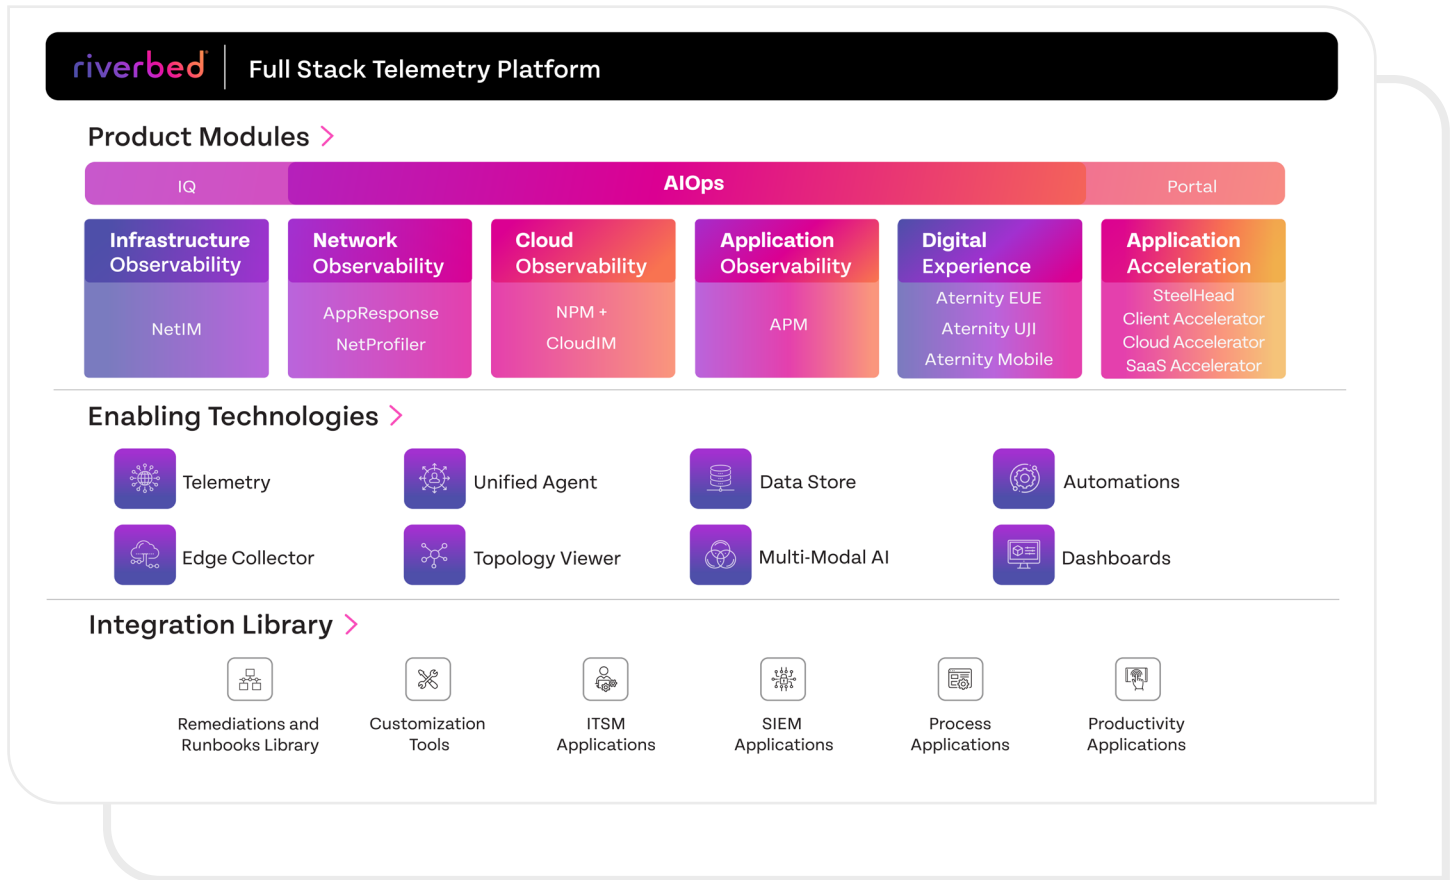 riverbed
Full Stack Telemetry Platform
Product Modules
IQ
AIOps
Portal
Infrastructure
Observability
NetIM
Network
Observability
AppResponse
NetProfiler
Cloud
Observability
NPM +
CloudIM
Application
Observability
APM
Digital
Experience
Aternity EUE
Aternity UJI
Aternity Mobile
Application
Acceleration
SteelHead
Client Accelerator
Cloud Accelerator
SaaS Accelerator
Enabling Technologies
Telemetry
Unified Agent
Data Store
Automations
Edge Collector
Topology Viewer
Multi-Modal AI
Dashboards
Integration Library
Remediations and
Runbooks Library
Customization
Tools
ITSM
Applications
SIEM
Applications
Process
Applications
Productivity
Applications